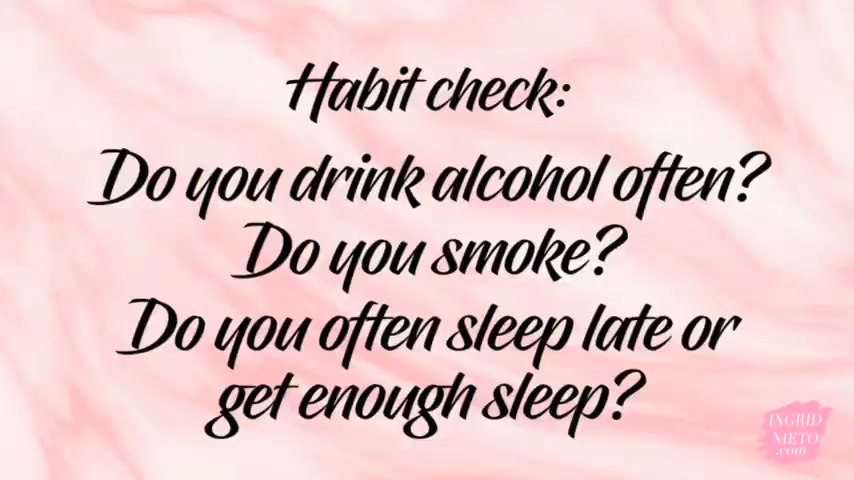 Habit check:
Do you drink alcohol often?
Do you smoke?
Do you often sleep late or
get enough sleep?
INGRID
NIETO
.com